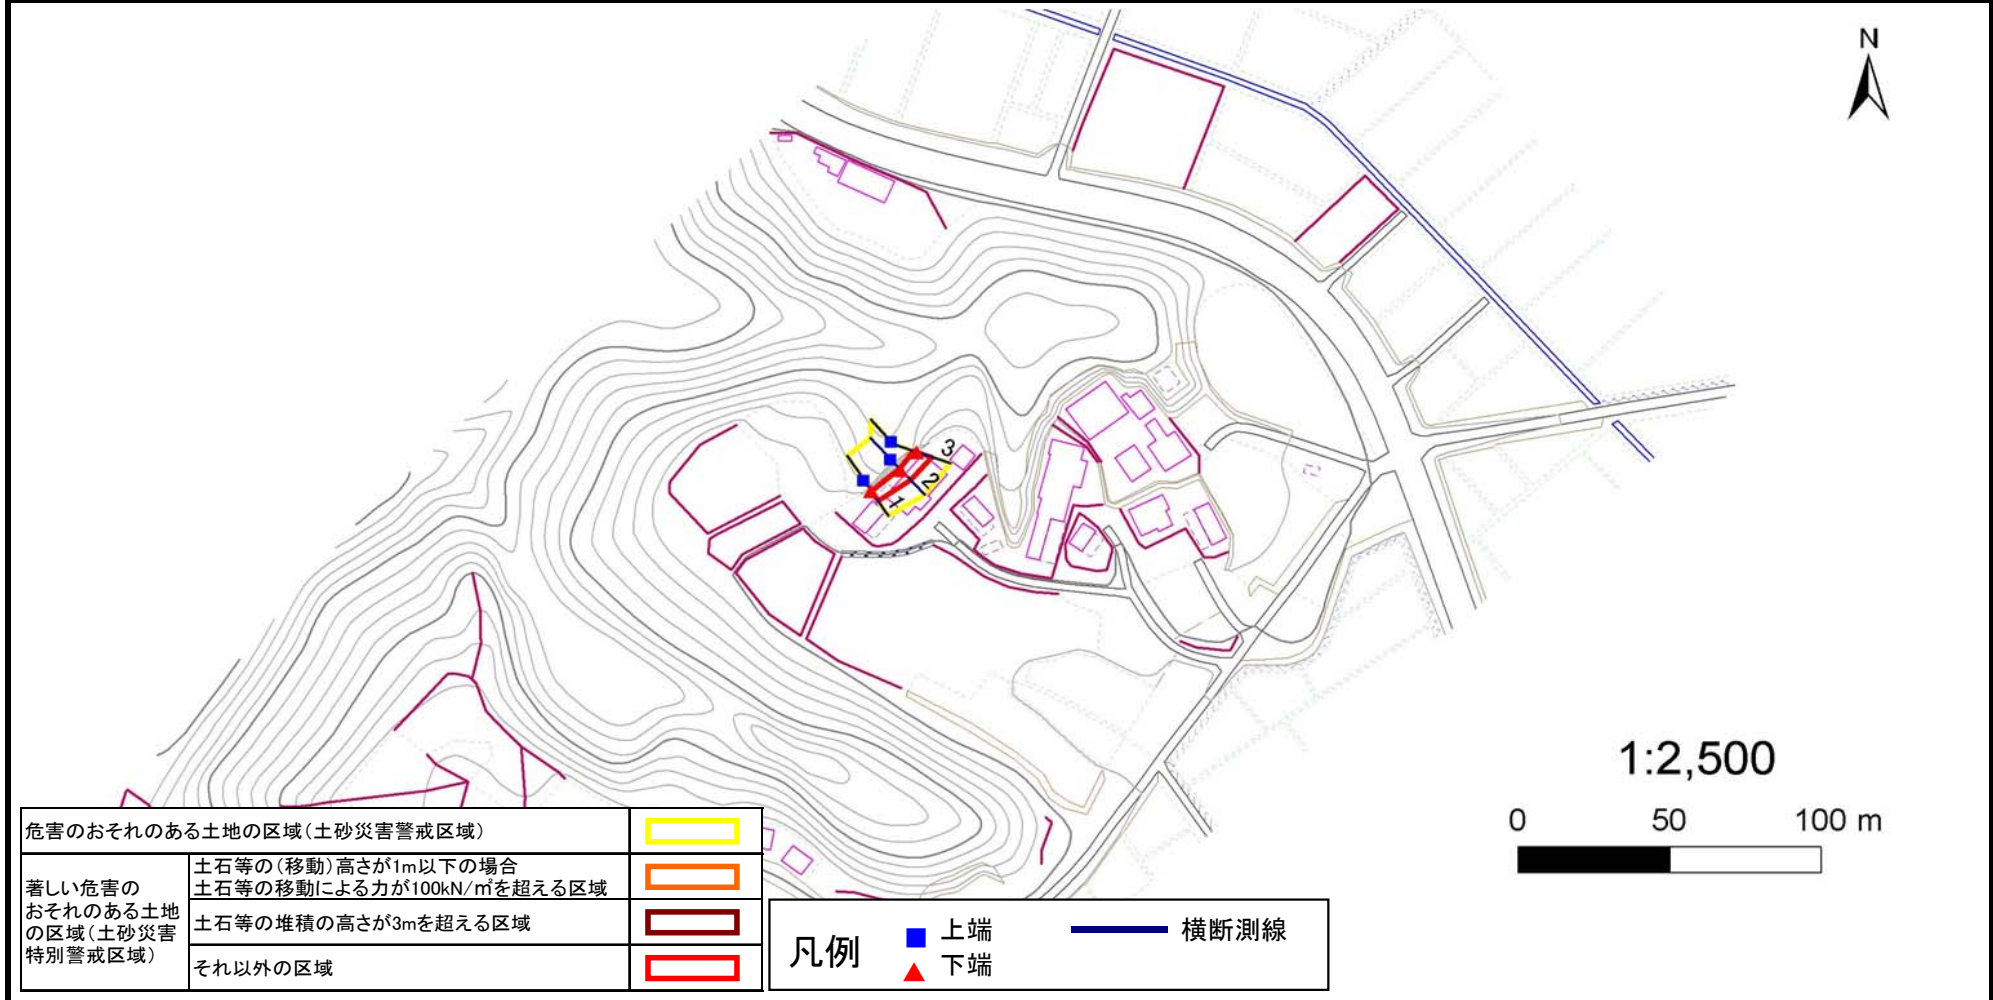 N
3
2
1
1:2,500
0 50 100 m
危害のおそれのある土地の区域(土砂災害警戒区域)
著しい危害の
おそれのある土地
の区域(土砂災害
特別警戒区域)
土石等の(移動)高さが1m以下の場合
土石等の移動による力が100kN/㎡を超える区域
土石等の堆積の高さが3mを超える区域
それ以外の区域
凡例
上端
下端
横断測線